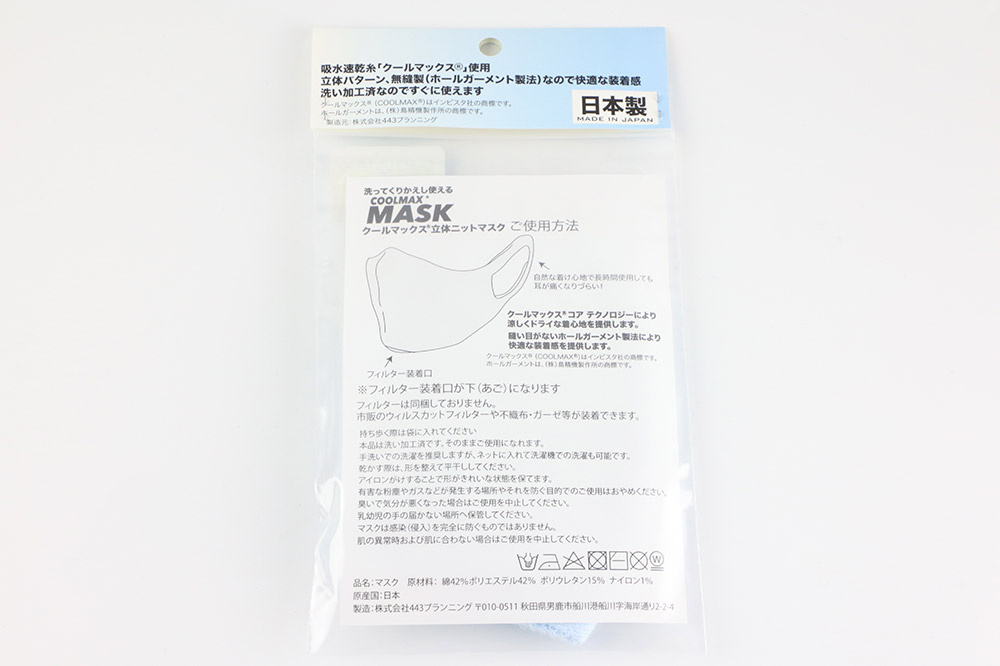 吸水速乾糸「クールマックス®」使用
立体パターン、無縫製(ホールガーメント製法)なので快適な装着感
洗い加工済なのですぐに使えます
クールマックス®(COOLMAX®)はインビスタ社の商標です。
ホールガーメントは、(株)島精機製作所の商標です。
製造元:株式会社443プランニング
日本製
MADE IN JAPAN
洗ってくりかえし使える
COOLMAX®
MASK
クールマックス®立体ニットマスク ご使用方法
自然な着け心地で長時間使用しても
耳が痛くなりづらい!
クールマックス®コア テクノロジーにより
涼しくドライな着心地を提供します。
縫い目がないホールガーメント製法により
快適な装着感を提供します。
クールマックス®(COOLMAX®)はインビスタ社の商標です。
ホールガーメントは、(株)島精機製作所の商標です。
フィルター装着口
※フィルター装着口が下(あご)になります
フィルターは同梱しておりません。
市販のウィルスカットフィルターや不織布・ガーゼ等が装着できます。
持ち歩く際は袋に入れてください
本品は洗い加工済です。そのままご使用になれます。
手洗いでの洗濯を推奨しますが、ネットに入れて洗濯機での洗濯も可能です。
乾かす際は、形を整えて平干ししてください。
アイロンがけすることで形がきれいな状態を保てます。
有害な粉塵やガスなどが発生する場所やそれを防ぐ目的でのご使用はおやめください。
臭いで気分が悪くなった場合はご使用を中止してください。
乳幼児の手の届かない場所へ保管してください。
マスクは感染(侵入)を完全に防ぐものではありません。
肌の異常時および肌に合わない場合はご使用を中止してください。
品名:マスク 原材料: 綿42%ポリエステル42% ポリウレタン15% ナイロン1%
原産国:日本
製造:株式会社443プランニング 〒010-0511 秋田県男鹿市船川港船川字海岸通り2-2-4